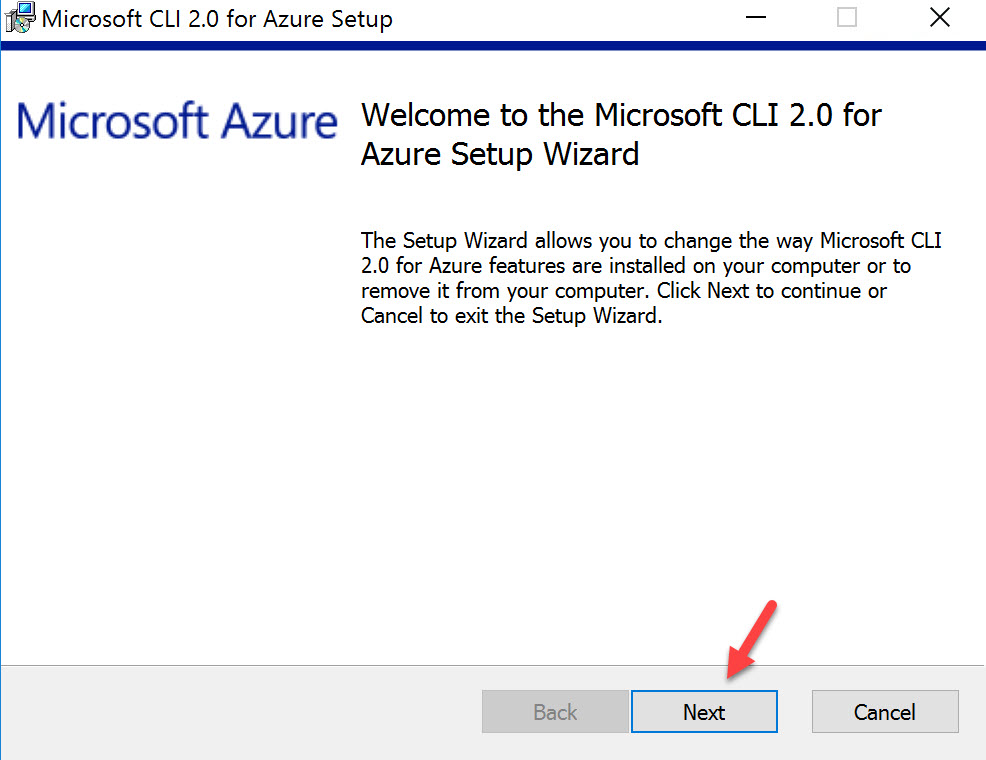 Microsoft CLI 2.0 for Azure Setup
Microsoft Azure
Welcome to the Microsoft CLI 2.0 for
Azure Setup Wizard
The Setup Wizard allows you to change the way Microsoft CLI
2.0 for Azure features are installed on your computer or to
remove it from your computer. Click Next to continue or
Cancel to exit the Setup Wizard.
Back
Next
Cancel